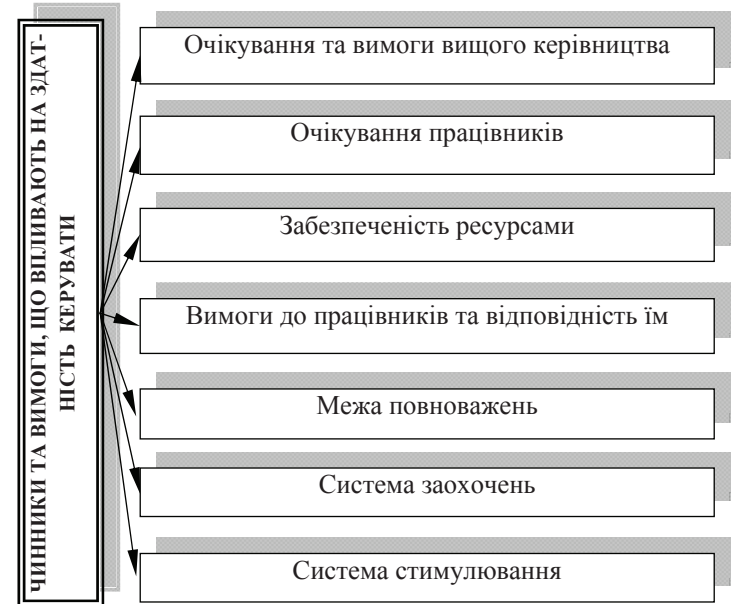 ЧИННИКИ ТА ВИМОГИ, ЩО ВПЛИВАЮТЬ НА ЗДАТ-
НІСТЬ КЕРУВАТИ
Очікування та вимоги вищого керівництва
Очікування працівників
Забезпеченість ресурсами
Вимоги до працівників та відповідність їм
Межа повноважень
Система заохочень
Система стимулювання